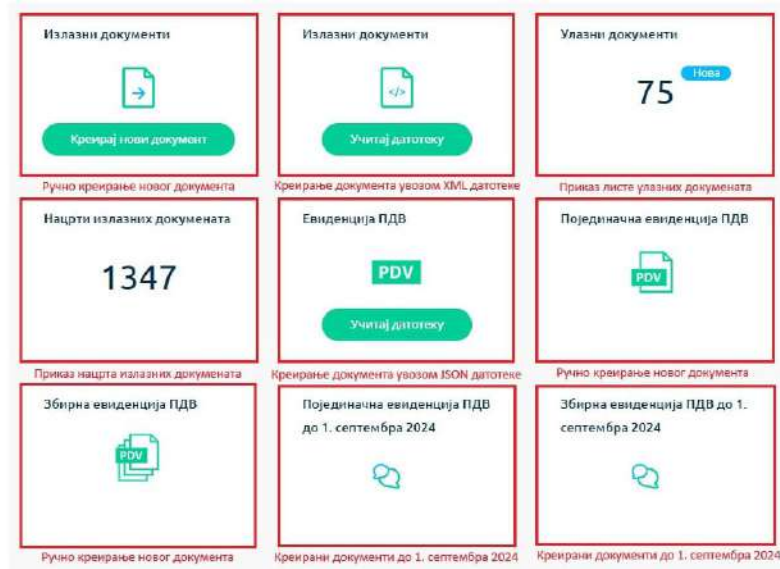 Излазни документи
Креирај нови документ
Ручно креирање новог документа
Излазни документи
</>
Учитај датотеку
Креирање документа увозом XML датотеке
Улазни документи
75
Нова
Приказ листе улазних докумената
Нацрти излазних докумената
1347
Приказ нацрта излазних докумената
Евиденција ПДВ
PDV
Учитај датотеку
Креирање документа увозом JSON датотеке
Појединачна евиденција ПДВ
PDV
Ручно креирање новог документа
Збирна евиденција ПДВ
PDV
Ручно креирање новог документа
Појединачна евиденција ПДВ
до 1. септембра 2024
Креирани документи до 1. септембра 2024
Збирна евиденција ПДВ до 1.
септембра 2024
Креирани документи до 1. септембра 2024